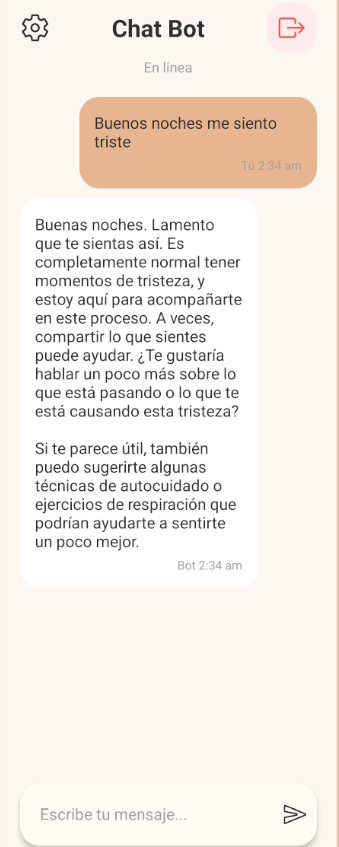 Chat Bot
En línea
Buenos noches me siento
triste
Tú 2:34 am
Buenas noches. Lamento
que te sientas así. Es
completamente normal tener
momentos de tristeza, y
estoy aquí para acompañarte
en este proceso. A veces,
compartir lo que sientes
puede ayudar. ¿Te gustaría
hablar un poco más sobre lo
que está pasando o lo que te
está causando esta tristeza?
Si te parece útil, también
puedo sugerirte algunas
técnicas de autocuidado o
ejercicios de respiración que
podrían ayudarte a sentirte
un poco mejor.
Bot 2:34 am
Escribe tu mensaje...